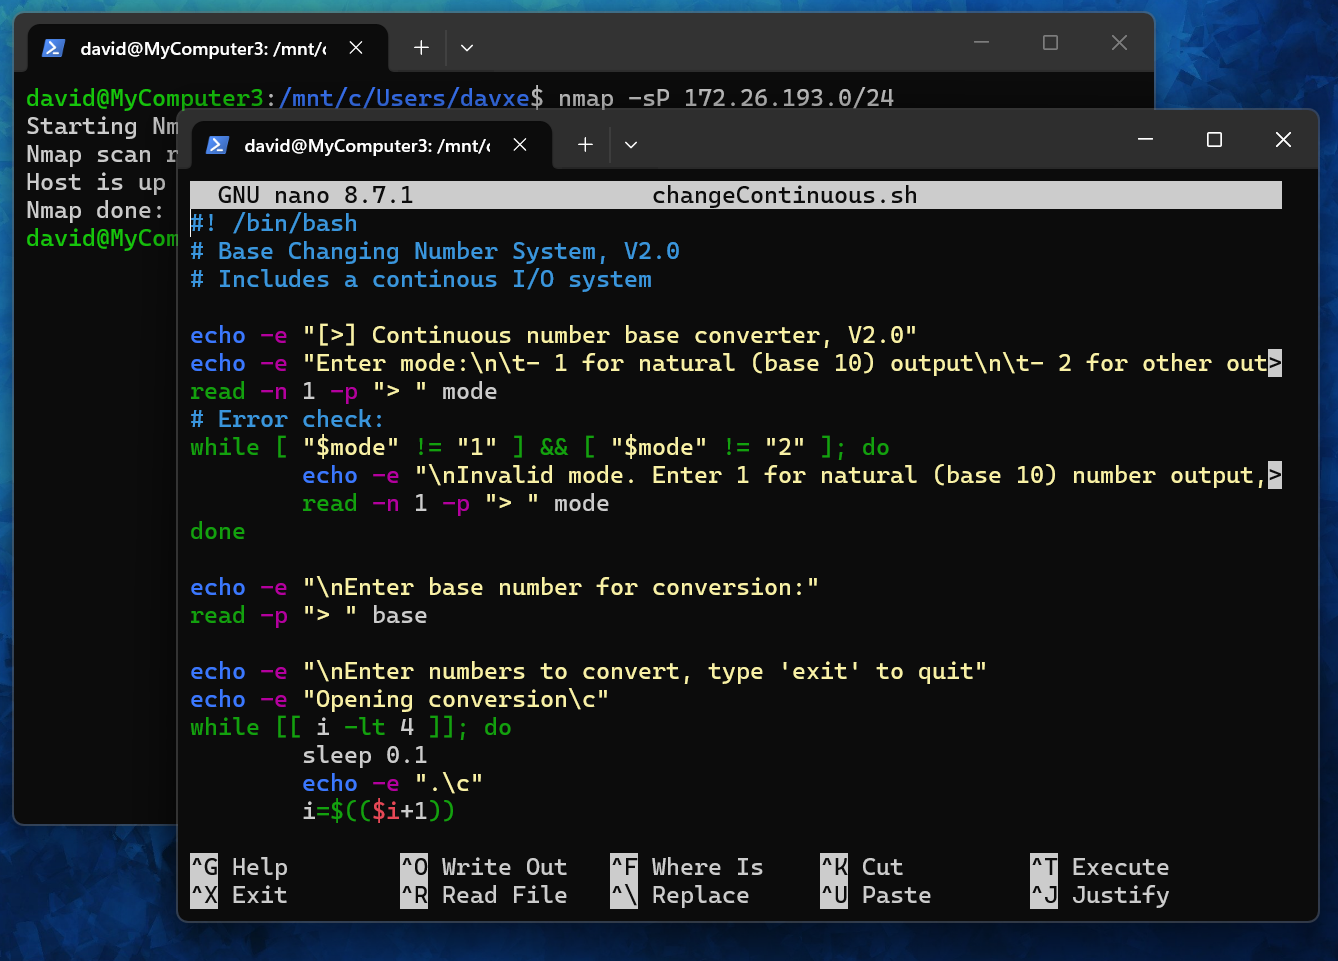 david@MyComputer3: /mnt/c
david@MyComputer3:/mnt/c/Users/davxe$ nmap -sP 172.26.193.0/24
Starting Nm
Nmap scan r
Host is up
Nmap done:
david@MyCom
david@MyComputer3: /mnt/c
GNU nano 8.7.1 changeContinuous.sh
#! /bin/bash
# Base Changing Number System, V2.0
# Includes a continous I/O system
echo -e "[>] Continuous number base converter, V2.0"
echo -e "Enter mode:\n\t- 1 for natural (base 10) output\n\t- 2 for other out>
read -n 1 -p "> " mode
# Error check:
while [ "$mode" != "1" ] && [ "$mode" != "2" ]; do
echo -e "\nInvalid mode. Enter 1 for natural (base 10) number output,>
read -n 1 -p "> " mode
done
echo -e "\nEnter base number for conversion:"
read -p "> " base
echo -e "\nEnter numbers to convert, type 'exit' to quit"
echo -e "Opening conversion\c"
while [[ i -lt 4 ]]; do
sleep 0.1
echo -e ".\c"
i=$(($i+1))
^G Help ^O Write Out ^F Where Is ^K Cut ^T Execute
^X Exit ^R Read File ^\ Replace ^U Paste ^J Justify